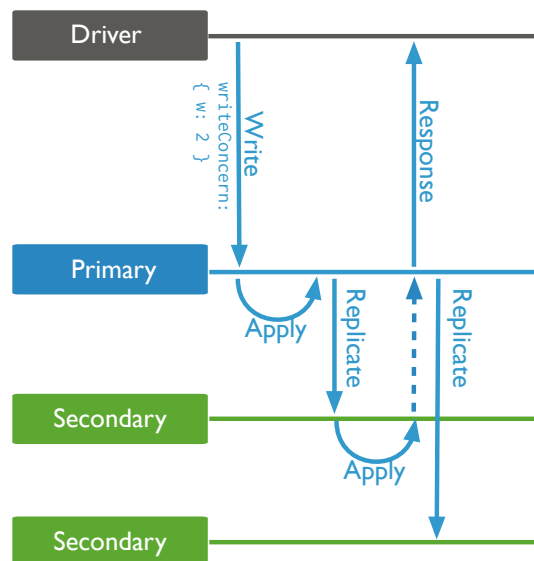 Driver
Write
writeConcern:
{ w: 2 }
Response
Primary
Apply
Replicate
Replicate
Secondary
Apply
Secondary